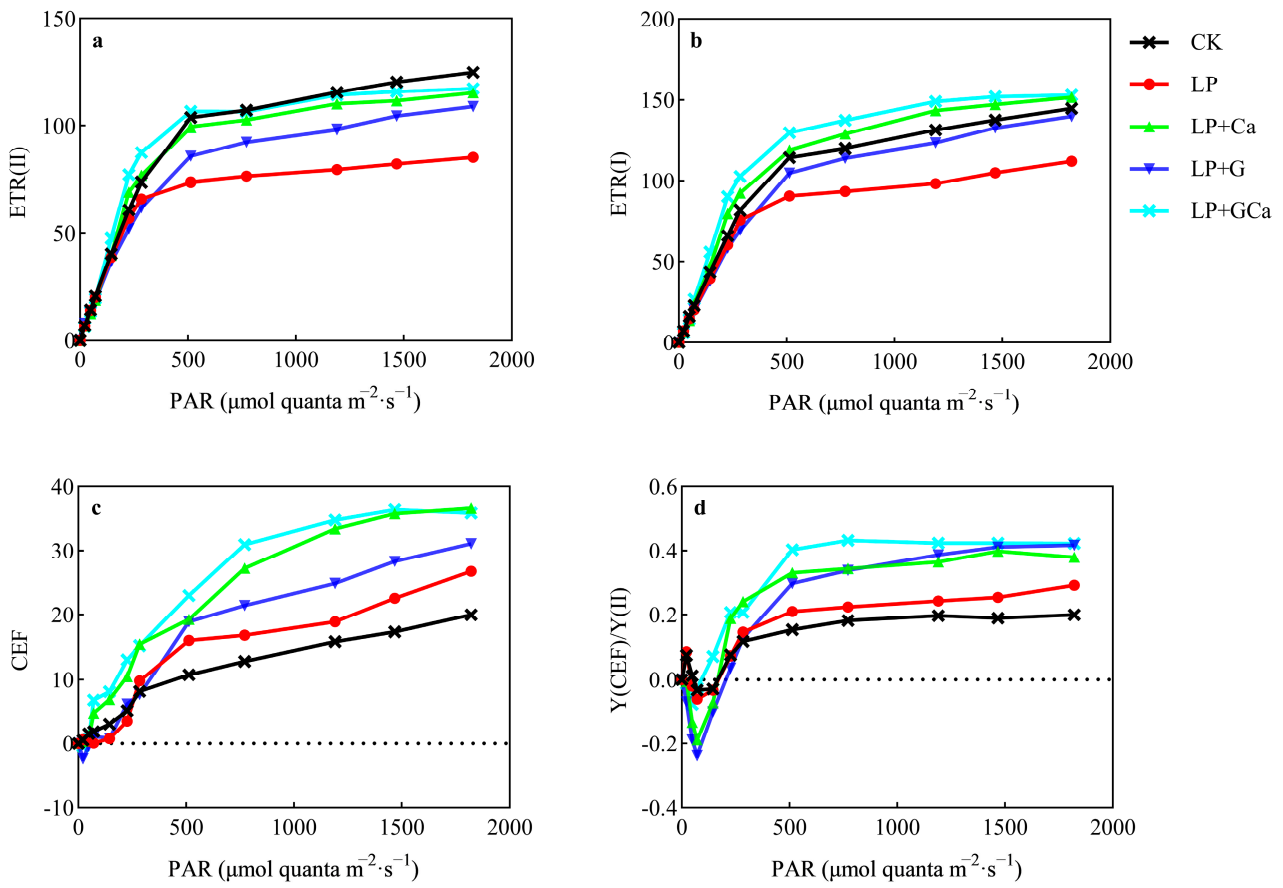 a
ETR(II)
150
100
50
0
0 500 1000 1500 2000
PAR (μmol quanta m⁻²·s⁻¹)
b
ETR(I)
200
150
100
50
0
0 500 1000 1500 2000
PAR (μmol quanta m⁻²·s⁻¹)
CK
LP
LP+Ca
LP+G
LP+GCa
c
CEF
40
30
20
10
0
-10
0 500 1000 1500 2000
PAR (μmol quanta m⁻²·s⁻¹)
d
Y(CEF)/Y(II)
0.6
0.4
0.2
0.0
-0.2
-0.4
0 500 1000 1500 2000
PAR (μmol quanta m⁻²·s⁻¹)